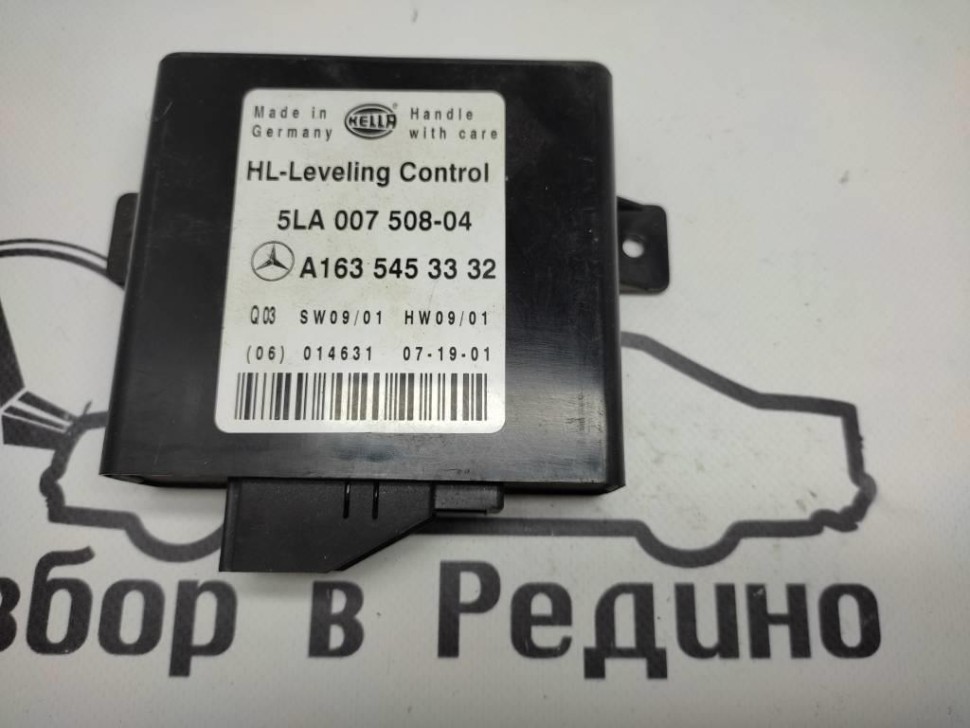 Made in HELLA® Handle
Germany with care
HL-Leveling Control
5LA 007 508-04
A163 545 33 32
Q03 SW09/01 HW09/01
(06) 014631 07-19-01
в Редино